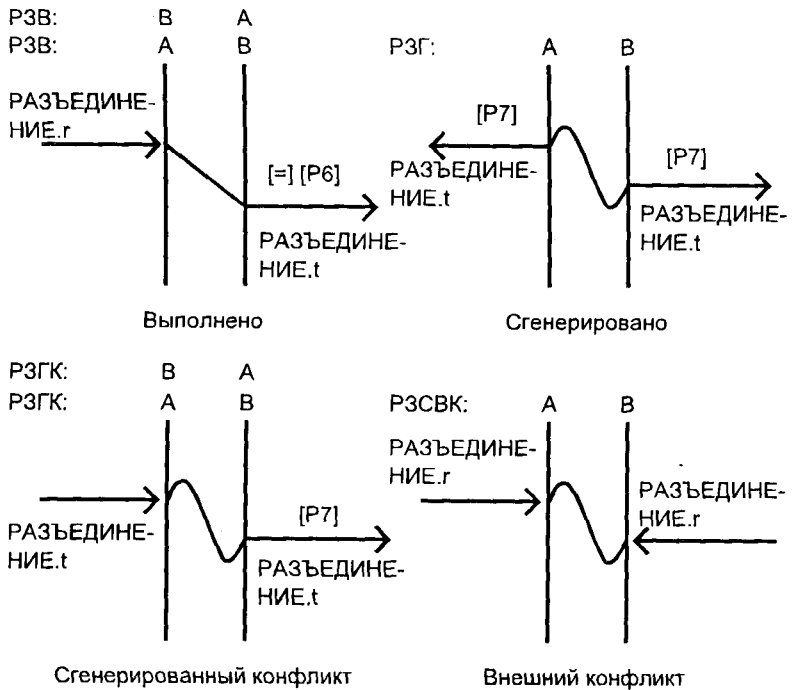 РЗВ: В А
РЗВ: А В
РАЗЪЕДИНЕ-
НИЕ.r
[=] [P6]
РАЗЪЕДИНЕ-
НИЕ.t
Выполнено
РЗГ: А В
[P7]
РАЗЪЕДИНЕ-
НИЕ.t
[P7]
РАЗЪЕДИНЕ-
НИЕ.t
Сгенерировано
РЗГК: В А
РЗГК: А В
РАЗЪЕДИНЕ-
НИЕ.t
[P7]
РАЗЪЕДИНЕ-
НИЕ.t
Сгенерированный конфликт
РЗСВК: А В
РАЗЪЕДИНЕ-
НИЕ.r
РАЗЪЕДИНЕ-
НИЕ.r
Внешний конфликт